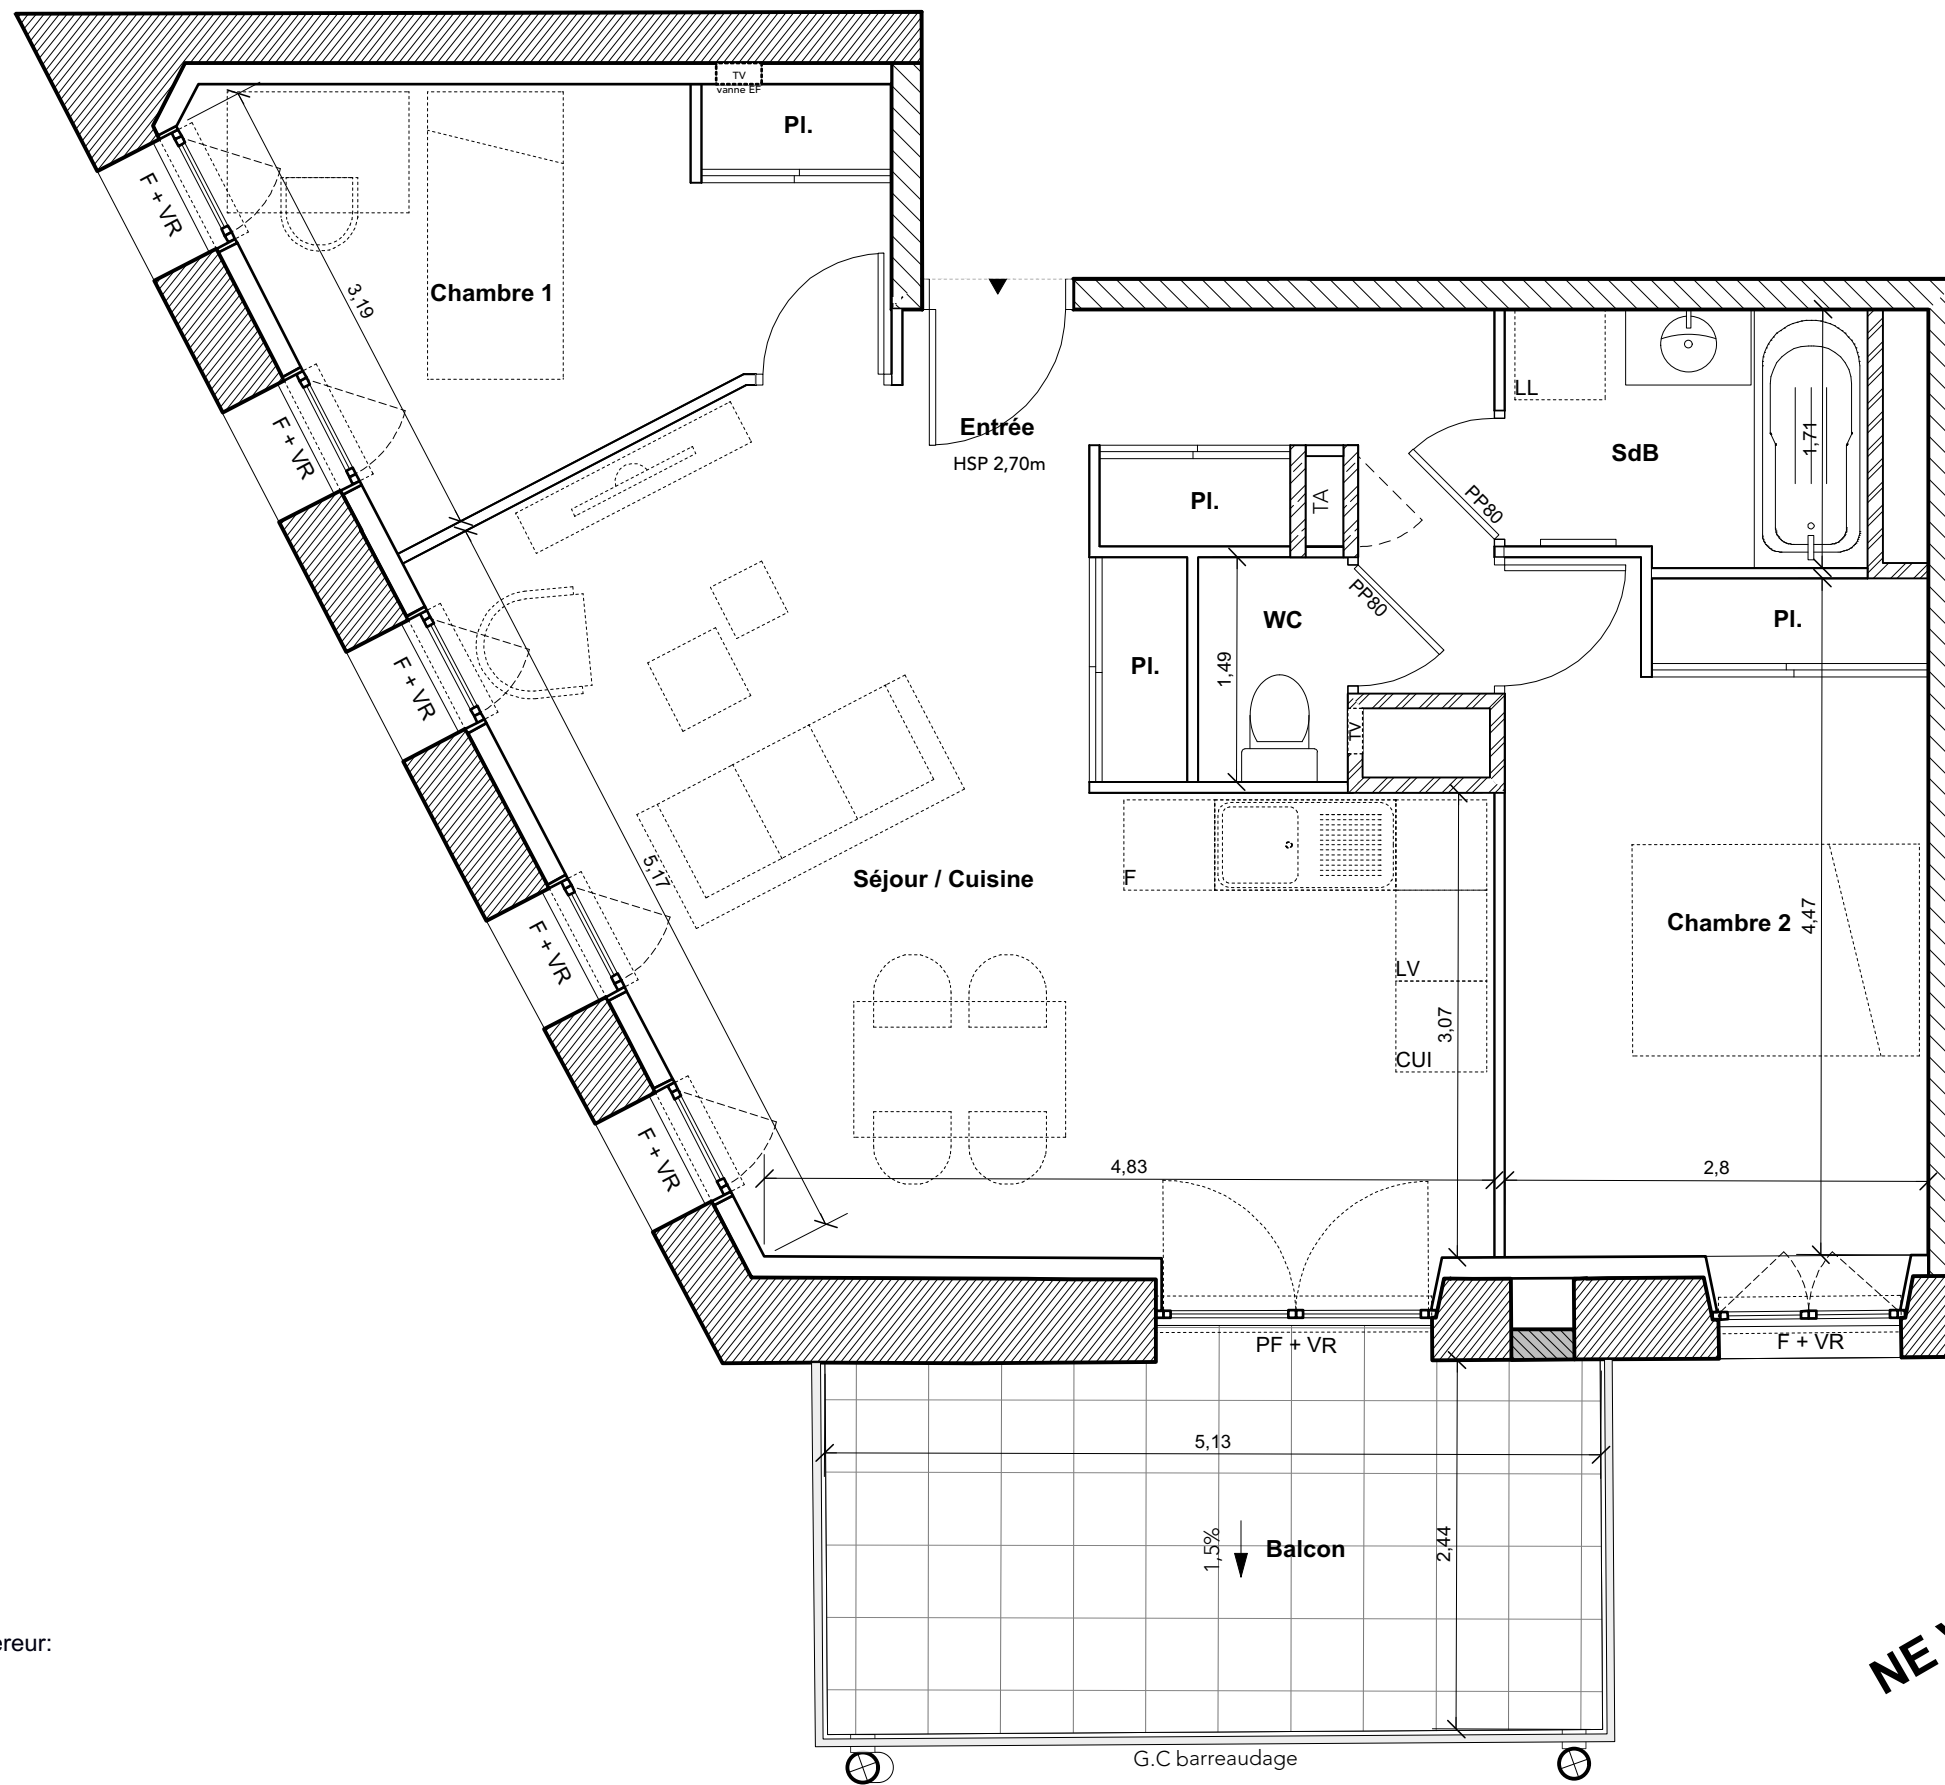 TV
vanne EF
Pl.
F + VR
3,19
Chambre 1
Entrée
HSP 2,70m
LL
SdB
1,71
PP80
F + VR
Pl.
TA
PP80
WC
1,49
Pl.
Pl.
TV
F + VR
5,17
Séjour / Cuisine
F
LV
3,07
CUI
Chambre 2
4,47
F + VR
F + VR
4,83
2,8
PF + VR
F + VR
5,13
1,5%
Balcon
2,44
G.C barreaudage
ereur:
NE